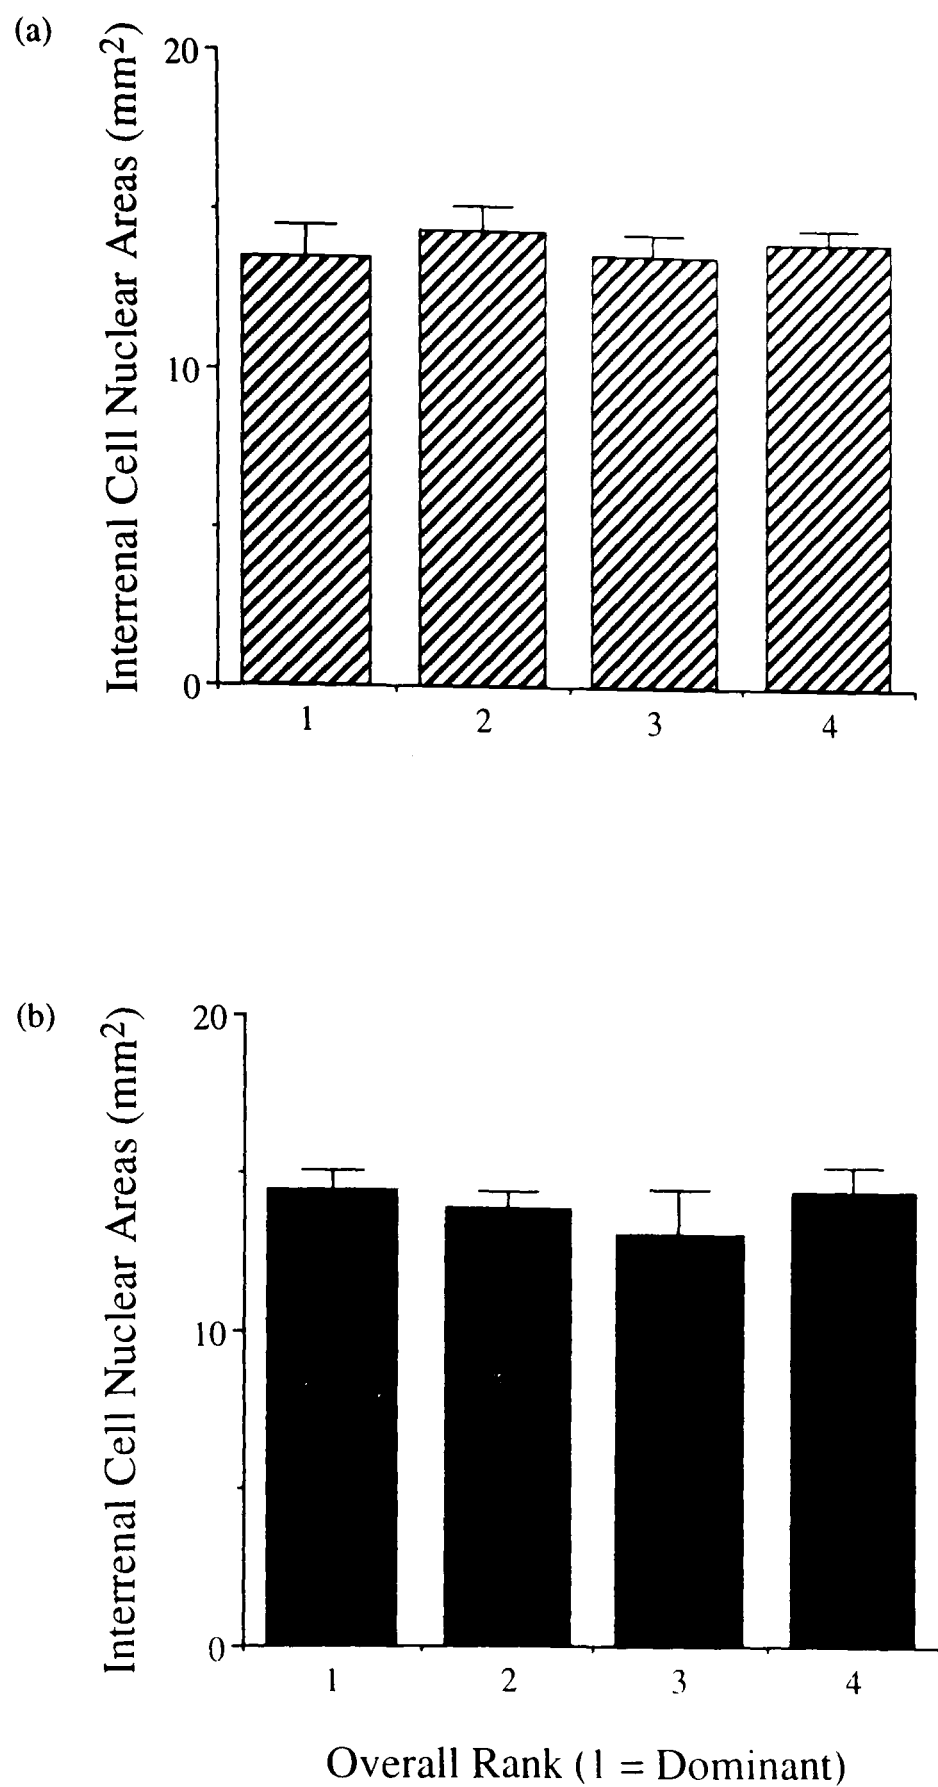 (a)
Interrenal Cell Nuclear Areas (mm²)
20
10
0
1 2 3 4
(b)
Interrenal Cell Nuclear Areas (mm²)
20
10
0
1 2 3 4
Overall Rank (1 = Dominant)